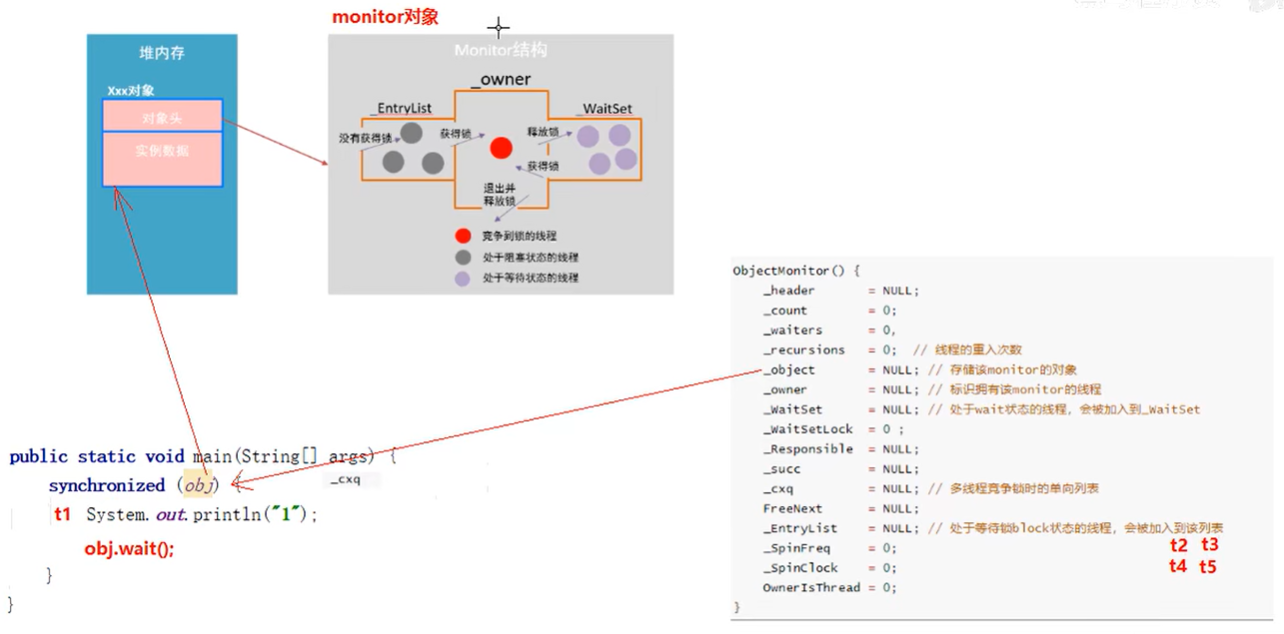 monitor对象
堆内存
Xxx对象
对象头
实例数据
Monitor结构
_owner
_EntryList
_WaitSet
没有获得锁
获得锁
释放锁
获得锁
退出并
释放锁
竞争到锁的线程
处于阻塞状态的线程
处于等待状态的线程
public static void main(String[] args) {
synchronized (obj) {
_cxq
t1 System.out.println("1");
obj.wait();
}
}
ObjectMonitor() {
_header = NULL;
_count = 0;
_waiters = 0,
_recursions = 0; // 线程的重入次数
_object = NULL; // 存储该monitor的对象
_owner = NULL; // 标识拥有该monitor的线程
_WaitSet = NULL; // 处于wait状态的线程，会被加入到_WaitSet
_WaitSetLock = 0 ;
_Responsible = NULL;
_succ = NULL;
_cxq = NULL; // 多线程竞争锁时的单向列表
FreeNext = NULL;
_EntryList = NULL; // 处于等待锁block状态的线程，会被加入到该列表
_SpinFreq = 0;
_SpinClock = 0;
OwnerIsThread = 0;
}
t2 t3
t4 t5